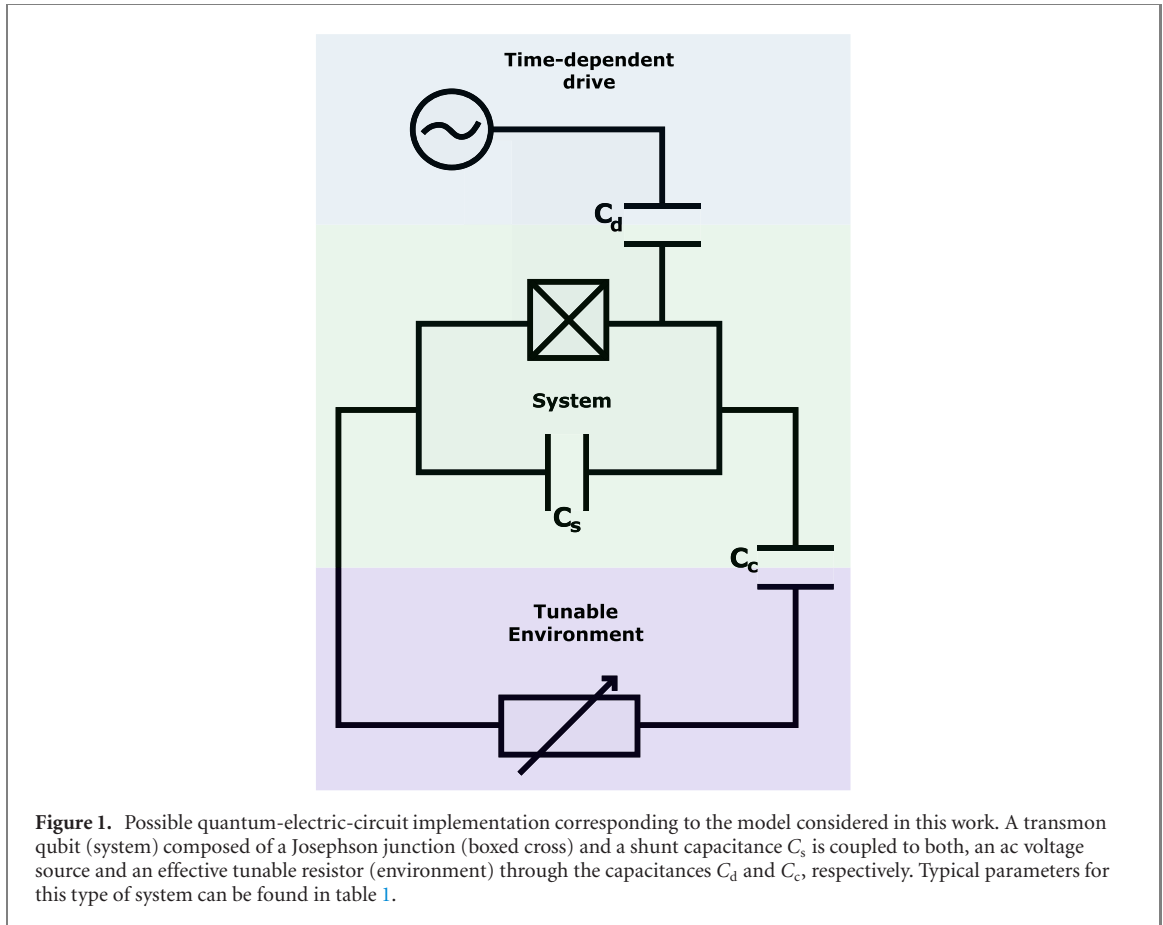 Time-dependent
drive
Cd
System
Cs
Cc
Tunable
Environment
Figure 1. Possible quantum-electric-circuit implementation corresponding to the model considered in this work. A transmon
qubit (system) composed of a Josephson junction (boxed cross) and a shunt capacitance Cs is coupled to both, an ac voltage
source and an effective tunable resistor (environment) through the capacitances Cd and Cc, respectively. Typical parameters for
this type of system can be found in table 1.